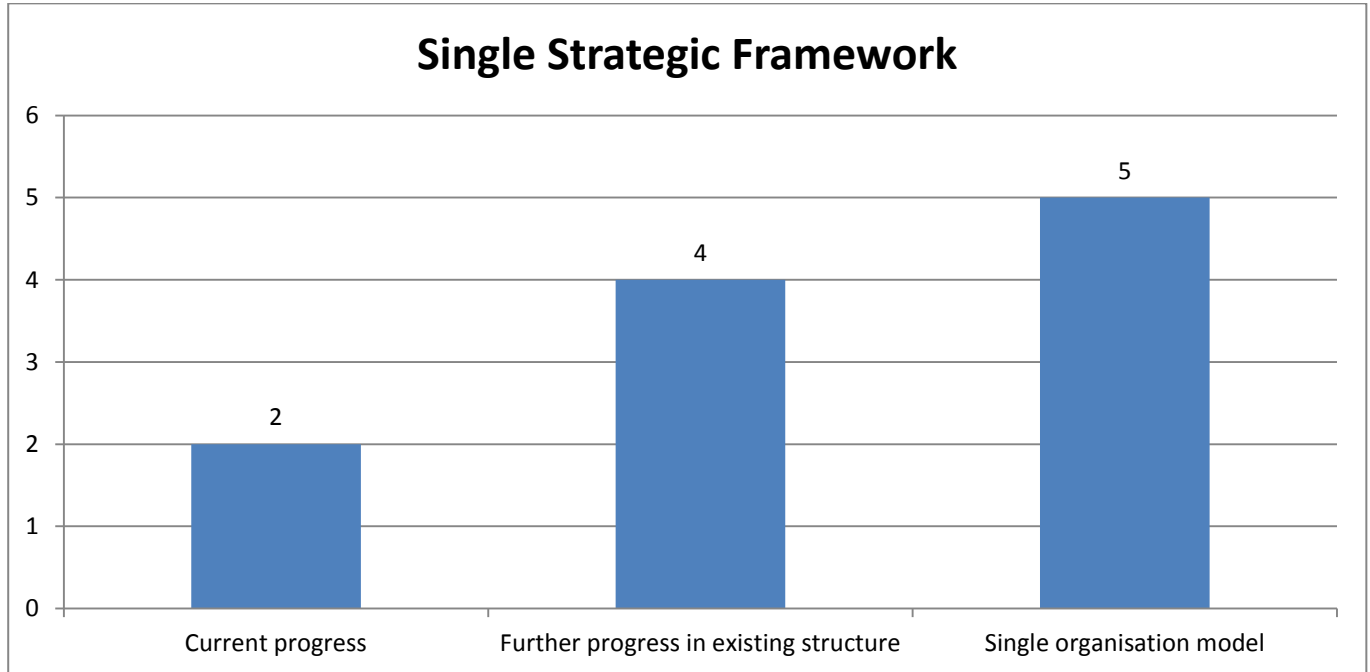 Single Strategic Framework
6
5
4
3
2
1
0
2
4
5
Current progress
Further progress in existing structure
Single organisation model